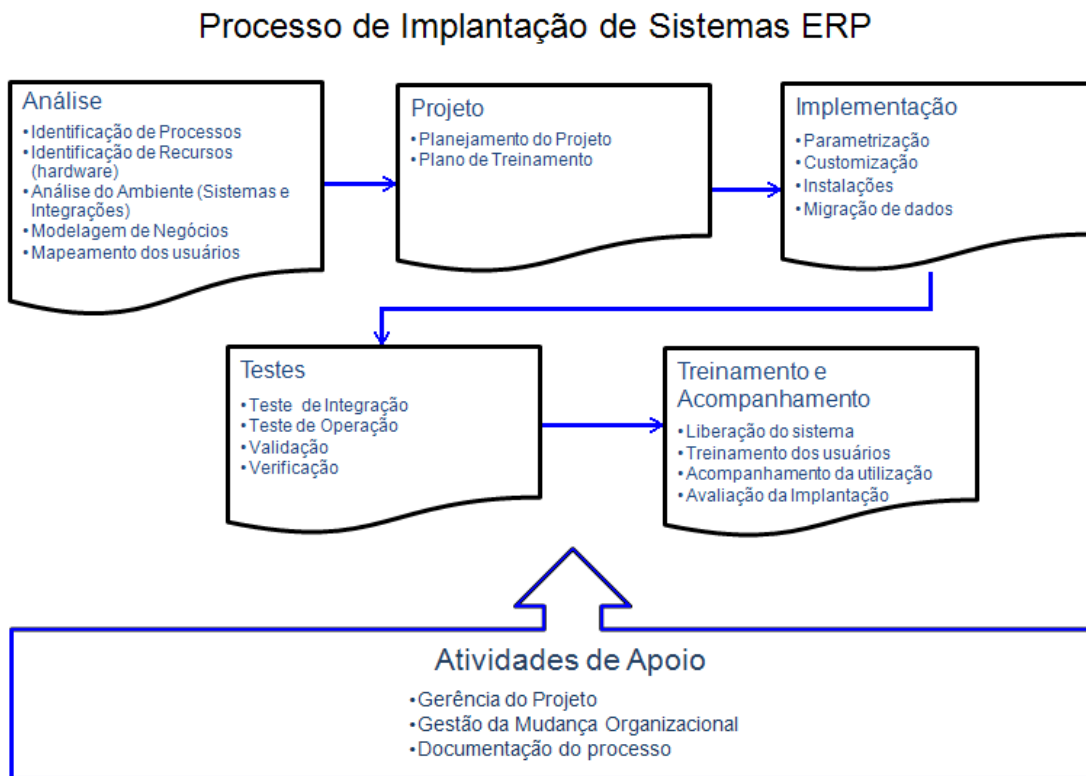 Processo de Implantação de Sistemas ERP
Análise
•Identificação de Processos
•Identificação de Recursos
(hardware)
•Análise do Ambiente (Sistemas e
Integrações)
•Modelagem de Negócios
•Mapeamento dos usuários
Projeto
•Planejamento do Projeto
•Plano de Treinamento
Implementação
•Parametrização
•Customização
•Instalações
•Migração de dados
Testes
•Teste de Integração
•Teste de Operação
•Validação
•Verificação
Treinamento e
Acompanhamento
•Liberação do sistema
•Treinamento dos usuários
•Acompanhamento da utilização
•Avaliação da Implantação
Atividades de Apoio
•Gerência do Projeto
•Gestão da Mudança Organizacional
•Documentação do processo